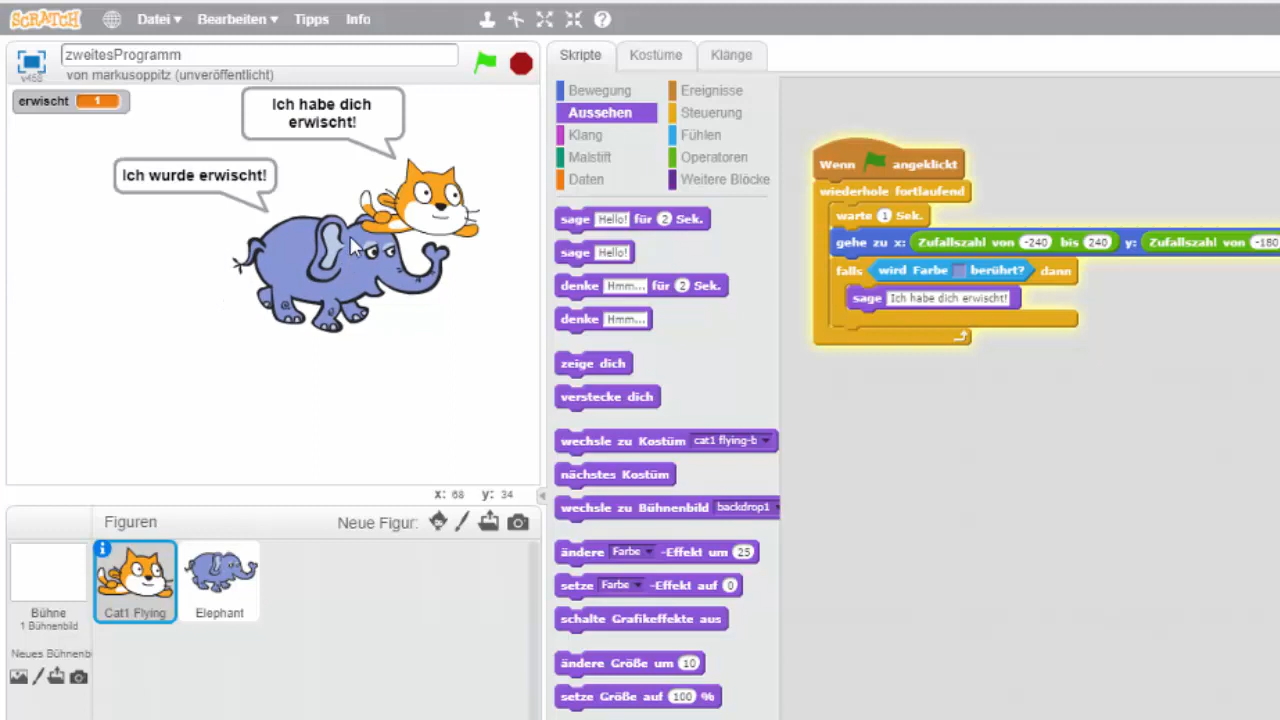 SCRATCH
Datei
Bearbeiten
Tipps
Info
v458
zweitesProgramm
von markusoppitz (unveröffentlicht)
erwischt 1
Ich habe dich
erwischt!
Ich wurde erwischt!
x: 68 y: 34
Figuren
Neue Figur:
Bühne
1 Bühnenbild
Neues Bühnenb
Cat1 Flying
Elephant
Skripte
Kostüme
Klänge
Bewegung
Aussehen
Klang
Malstift
Daten
Ereignisse
Steuerung
Fühlen
Operatoren
Weitere Blöcke
sage Hello! für 2 Sek.
sage Hello!
denke Hmm... für 2 Sek.
denke Hmm...
zeige dich
verstecke dich
wechsle zu Kostüm cat1 flying-b
nächstes Kostüm
wechsle zu Bühnenbild backdrop1
ändere Farbe -Effekt um 25
setze Farbe -Effekt auf 0
schalte Grafikeffekte aus
ändere Größe um 10
setze Größe auf 100 %
Wenn angeklickt
wiederhole fortlaufend
warte 1 Sek.
gehe zu x: Zufallszahl von -240 bis 240 y: Zufallszahl von -180
falls wird Farbe berührt? dann
sage Ich habe dich erwischt!